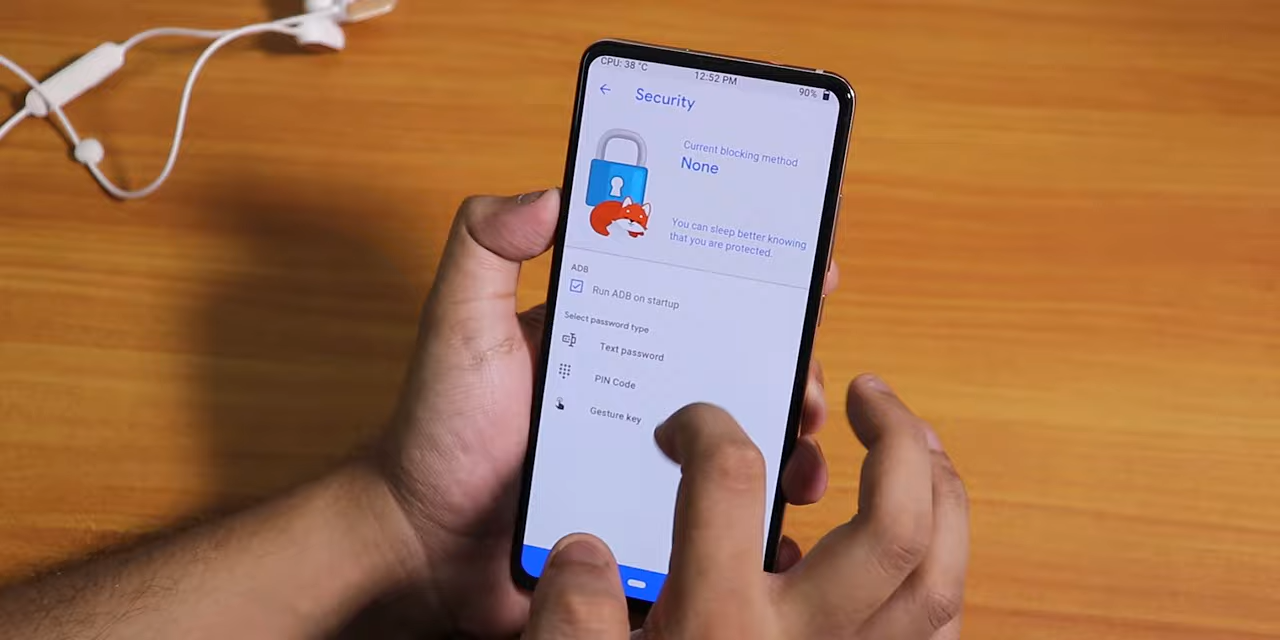 CPU: 38 °C
12:52 PM
90%
Security
Current blocking method
None
You can sleep better knowing
that you are protected.
ADB
Run ADB on startup
Select password type
Text password
PIN Code
Gesture key